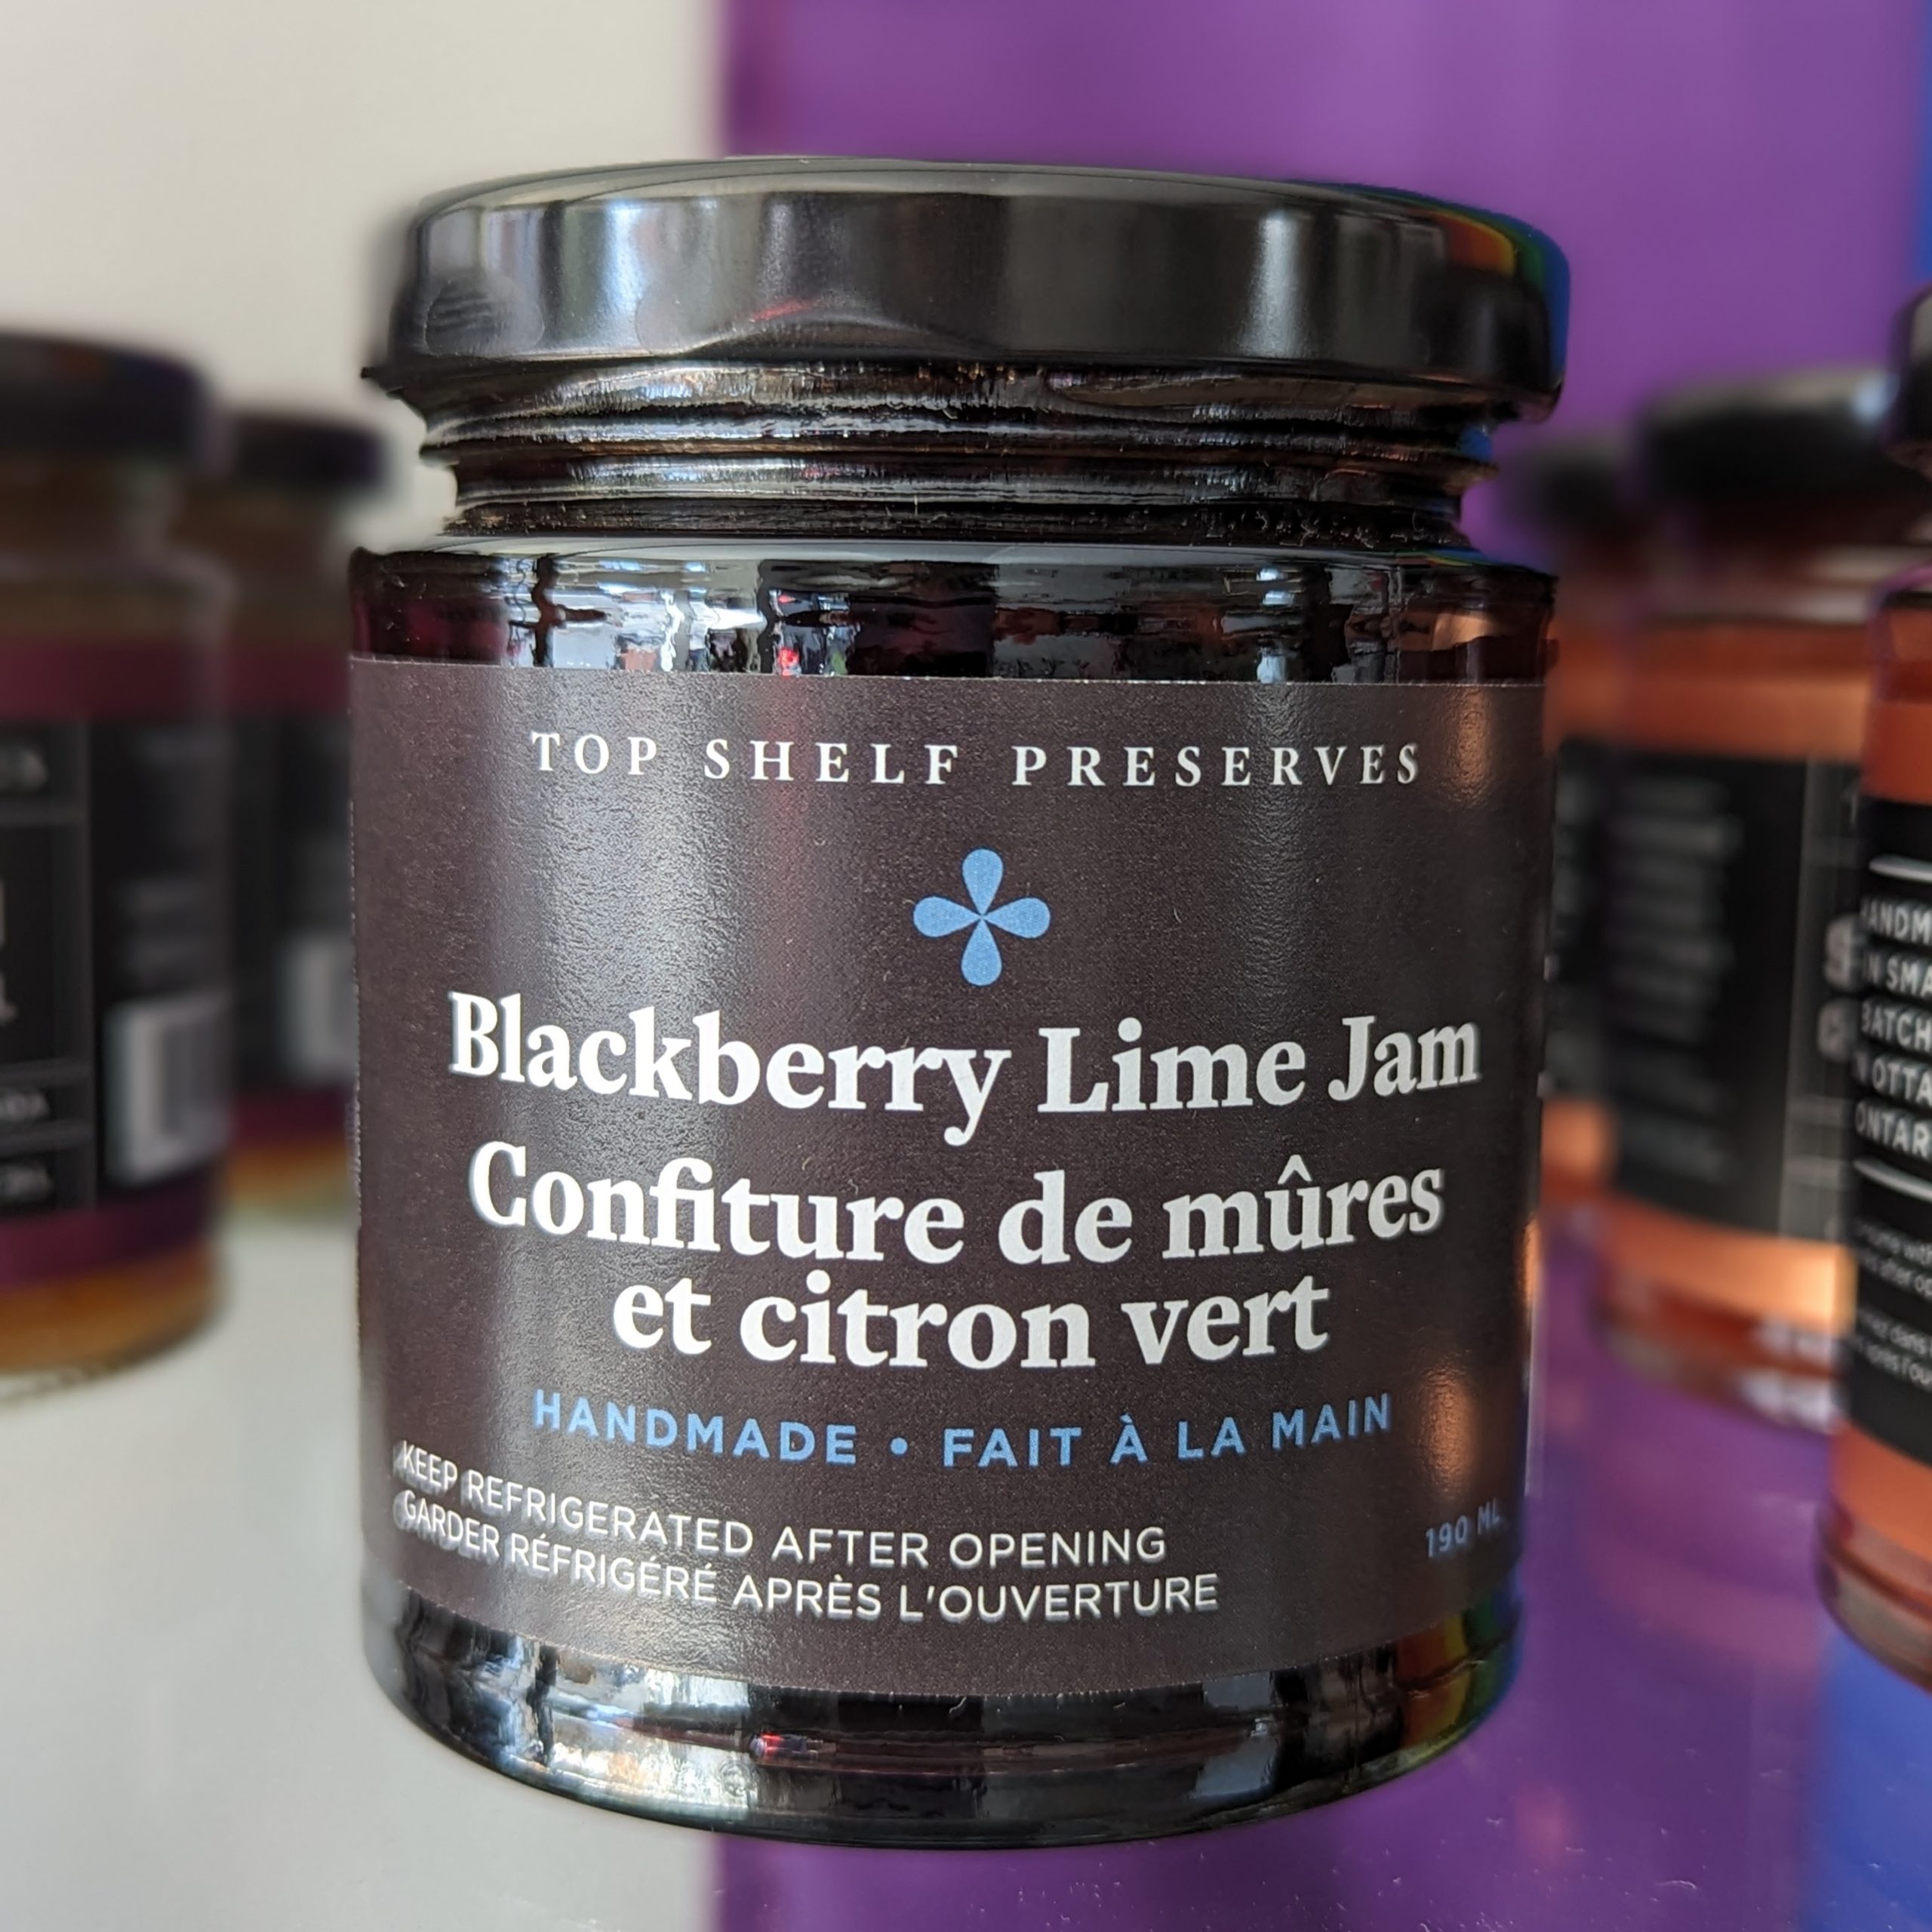 TOP SHELF PRESERVES
Blackberry Lime Jam
Confiture de mûres
et citron vert
HANDMADE • FAIT À LA MAIN
KEEP REFRIGERATED AFTER OPENING
GARDER RÉFRIGÉRÉ APRÈS L'OUVERTURE
190 ML